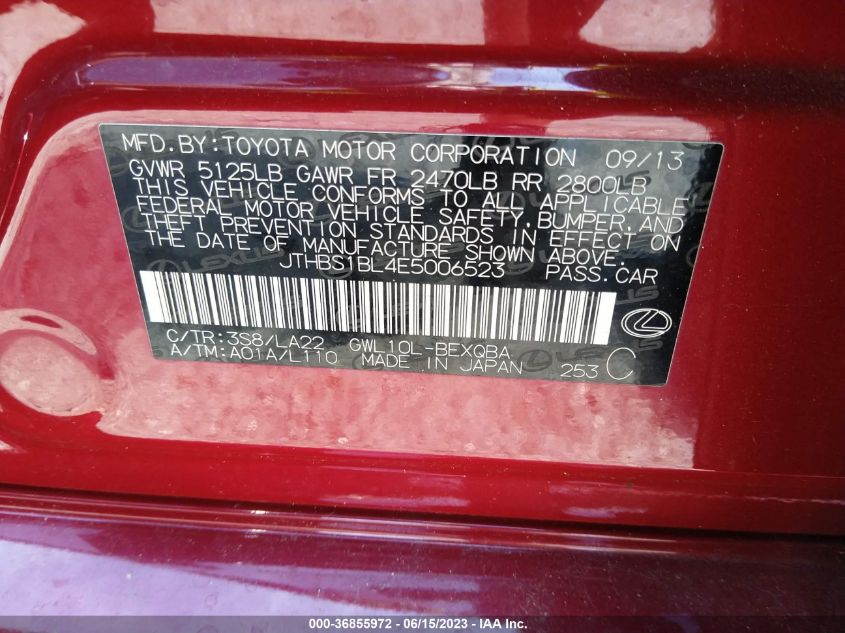 MFD.BY:TOYOTA MOTOR CORPORATION 09/13
GVWR 5125LB GAWR FR 2470LB RR 2800LB
THIS VEHICLE CONFORMS TO ALL APPLICABLE
FEDERAL MOTOR VEHICLE SAFETY,BUMPER,AND
THEFT PREVENTION STANDARDS IN EFFECT ON
THE DATE OF MANUFACTURE SHOWN ABOVE.
JTHBS1BL4E5006523 PASS.CAR
C/TR:3S8/LA22 GWL10L-BEXQBA
A/TM:A01A/L110 MADE IN JAPAN 253 C
000-36855972 - 06/15/2023 - IAA Inc.